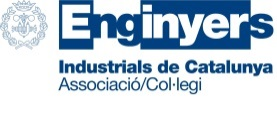 Enginyers
Industrials de Catalunya
Associació/Col·legi